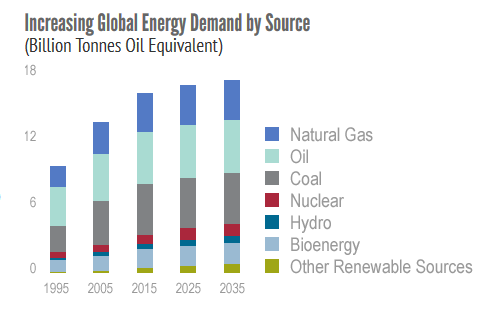 Increasing Global Energy Demand by Source
(Billion Tonnes Oil Equivalent)
18
12
6
0
1995 2005 2015 2025 2035
Natural Gas
Oil
Coal
Nuclear
Hydro
Bioenergy
Other Renewable Sources